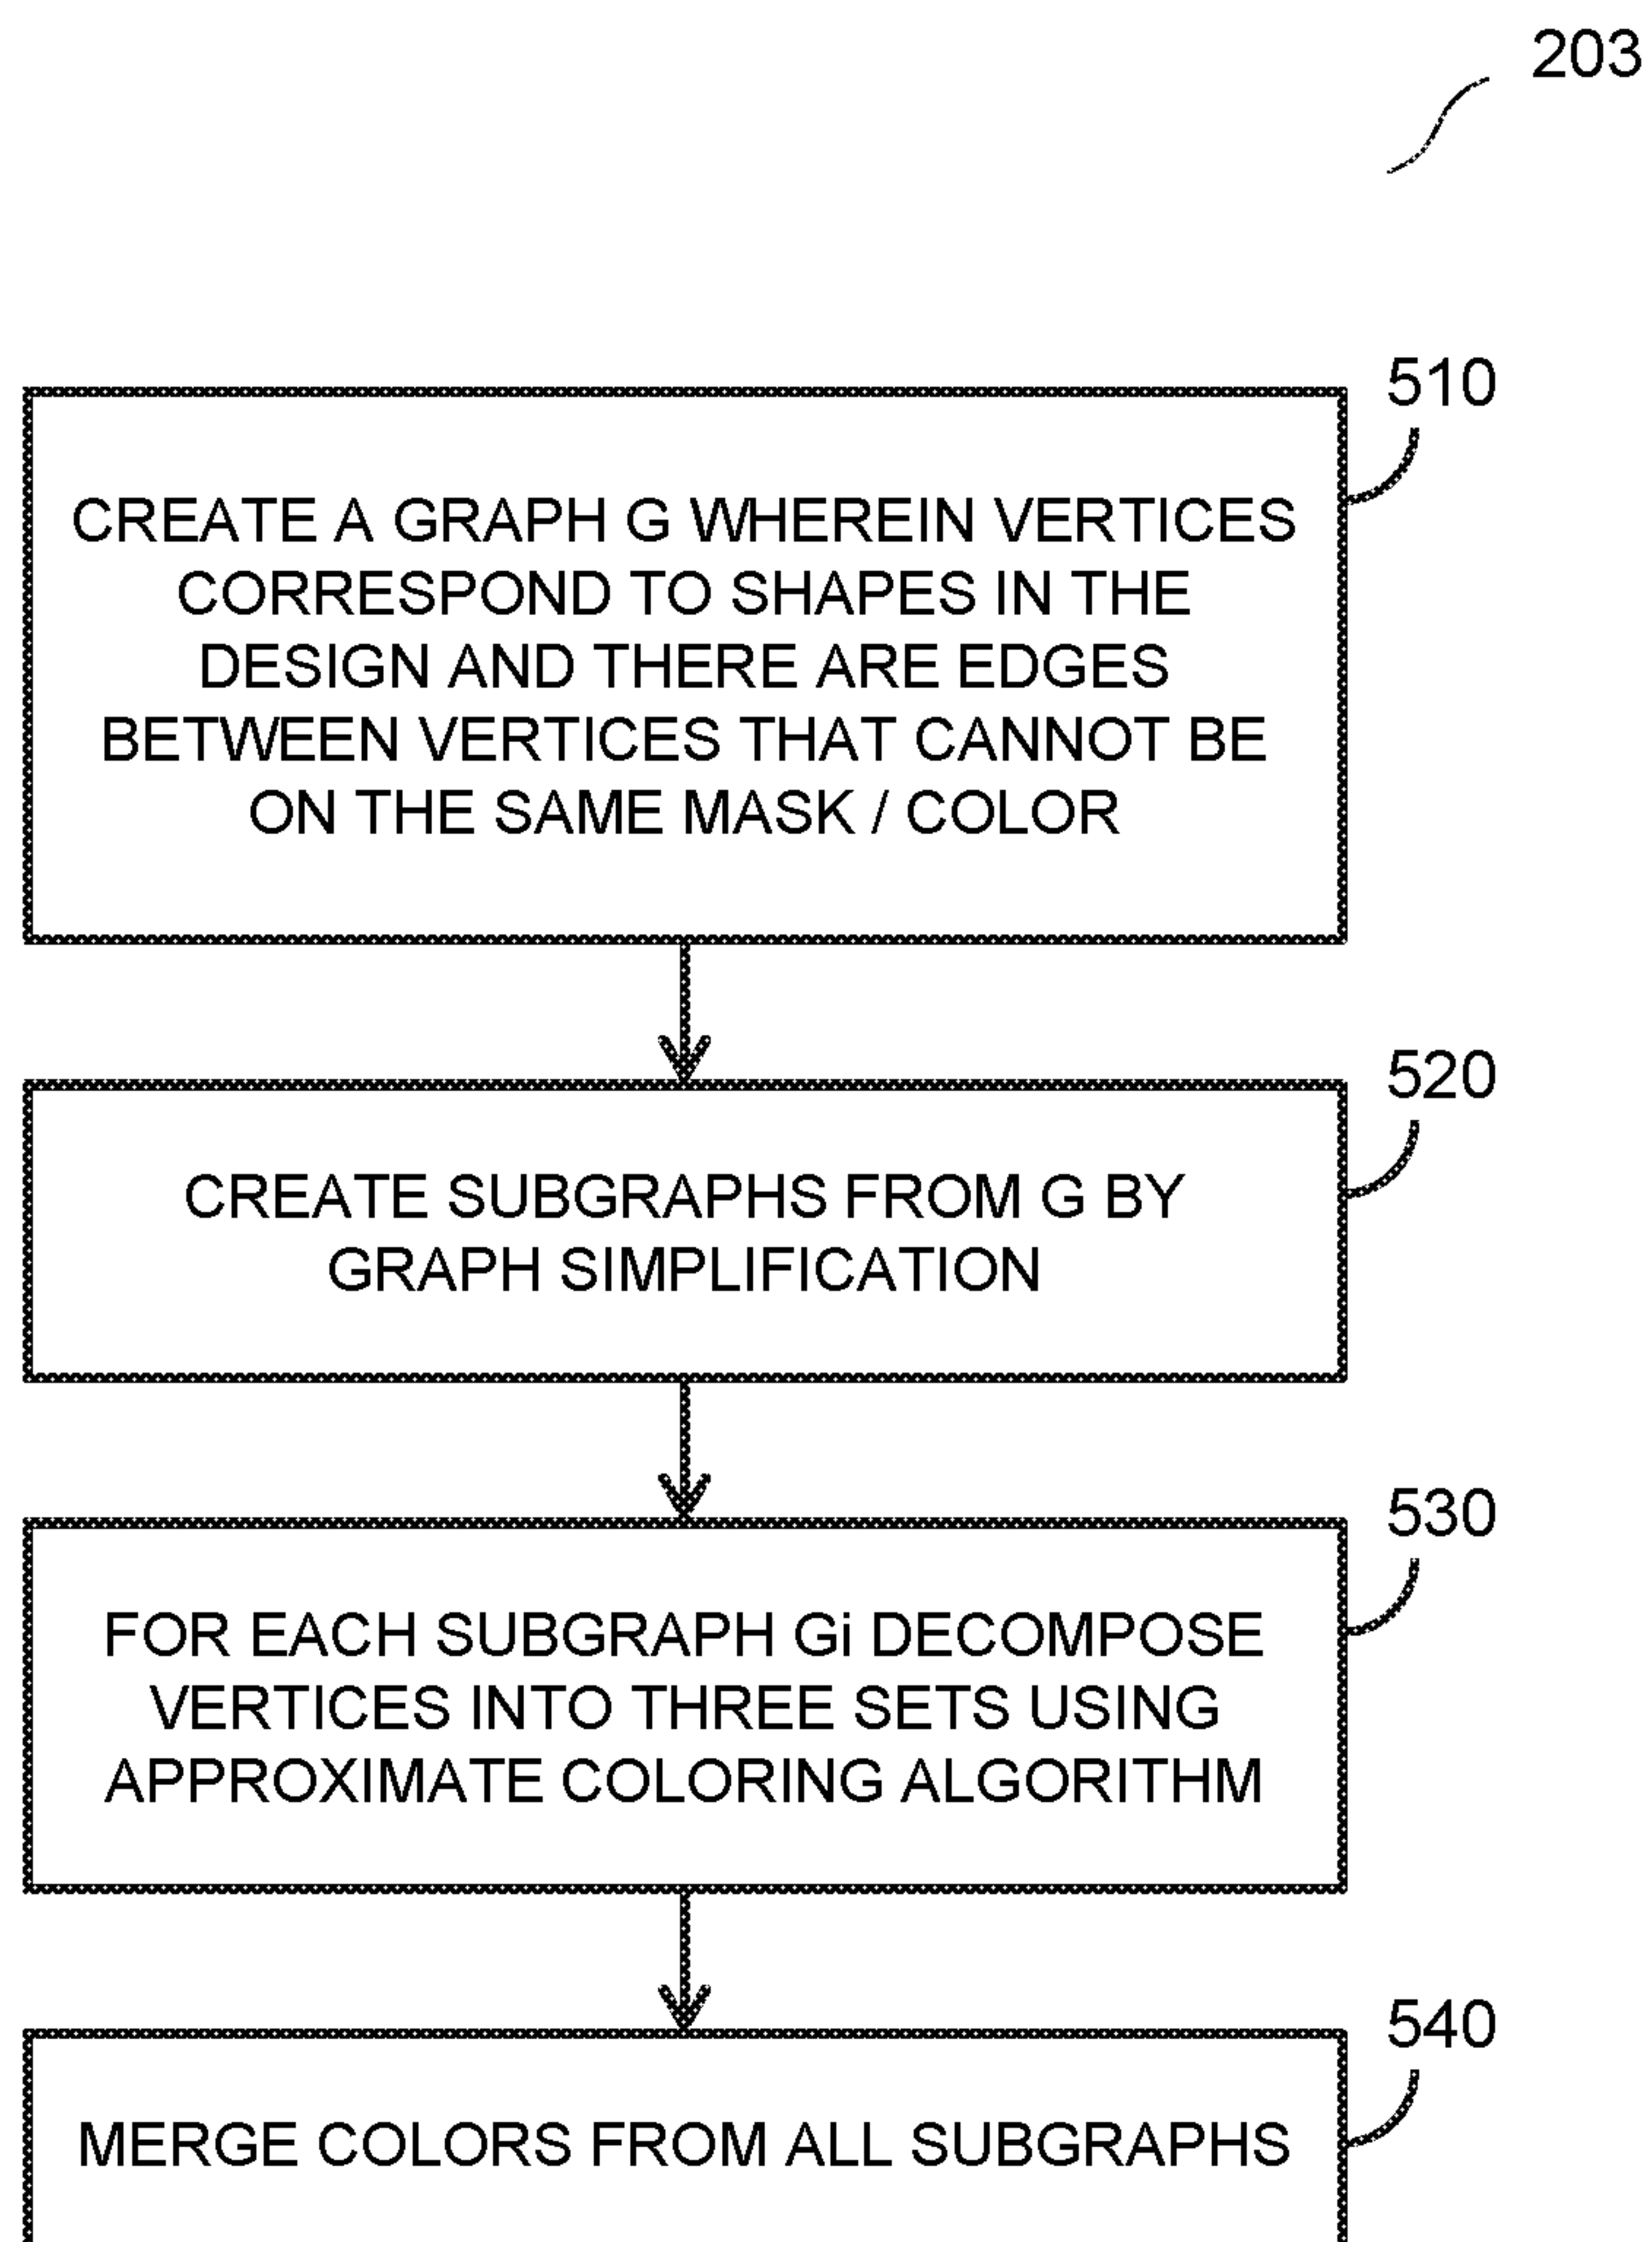 203
510
CREATE A GRAPH G WHEREIN VERTICES
CORRESPOND TO SHAPES IN THE
DESIGN AND THERE ARE EDGES
BETWEEN VERTICES THAT CANNOT BE
ON THE SAME MASK / COLOR
520
CREATE SUBGRAPHS FROM G BY
GRAPH SIMPLIFICATION
530
FOR EACH SUBGRAPH Gi DECOMPOSE
VERTICES INTO THREE SETS USING
APPROXIMATE COLORING ALGORITHM
540
MERGE COLORS FROM ALL SUBGRAPHS